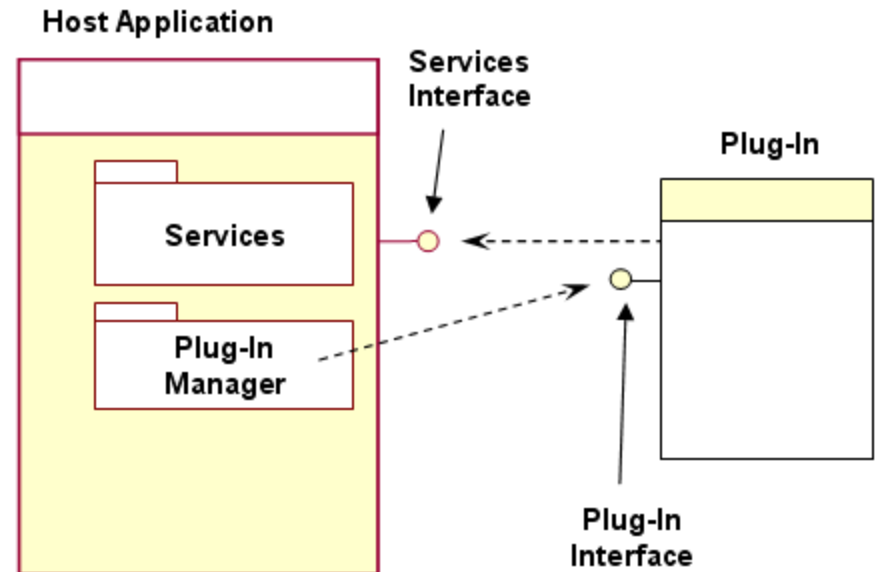 Host Application
Services
Interface
Plug-In
Services
Plug-In
Manager
Plug-In
Interface